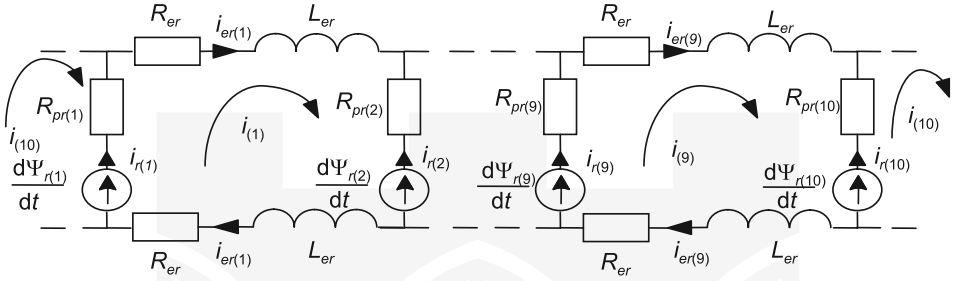 R_er i_er(1) L_er R_er i_er(9) L_er
R_pr(1) R_pr(2) R_pr(9) R_pr(10)
i_(10) i_(1) i_(9) i_(10)
dΨ_r(1)/dt i_r(1) dΨ_r(2)/dt i_r(2) dΨ_r(9)/dt i_r(9) dΨ_r(10)/dt i_r(10)
R_er i_er(1) L_er R_er i_er(9) L_er